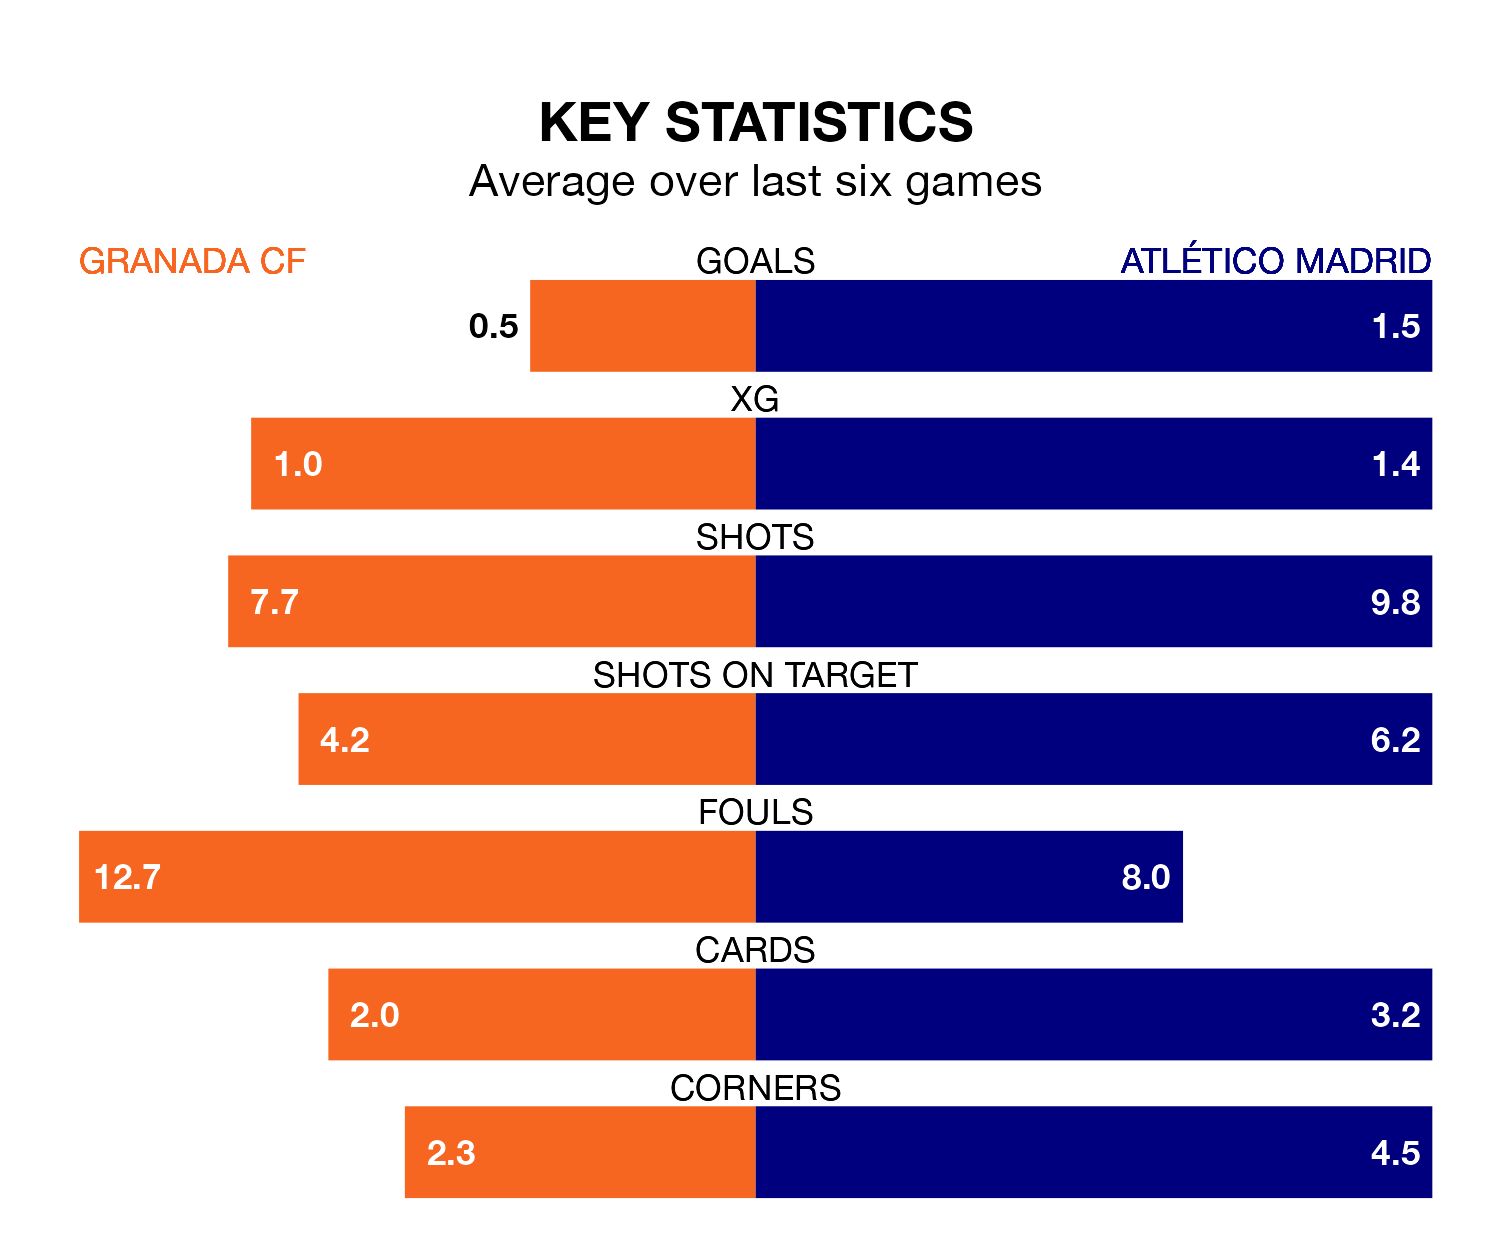 KEY STATISTICS
Average over last six games
GRANADA CF GOALS ATLÉTICO MADRID
0.5 1.5
XG
1.0 1.4
SHOTS
7.7 9.8
SHOTS ON TARGET
4.2 6.2
FOULS
12.7 8.0
CARDS
2.0 3.2
CORNERS
2.3 4.5